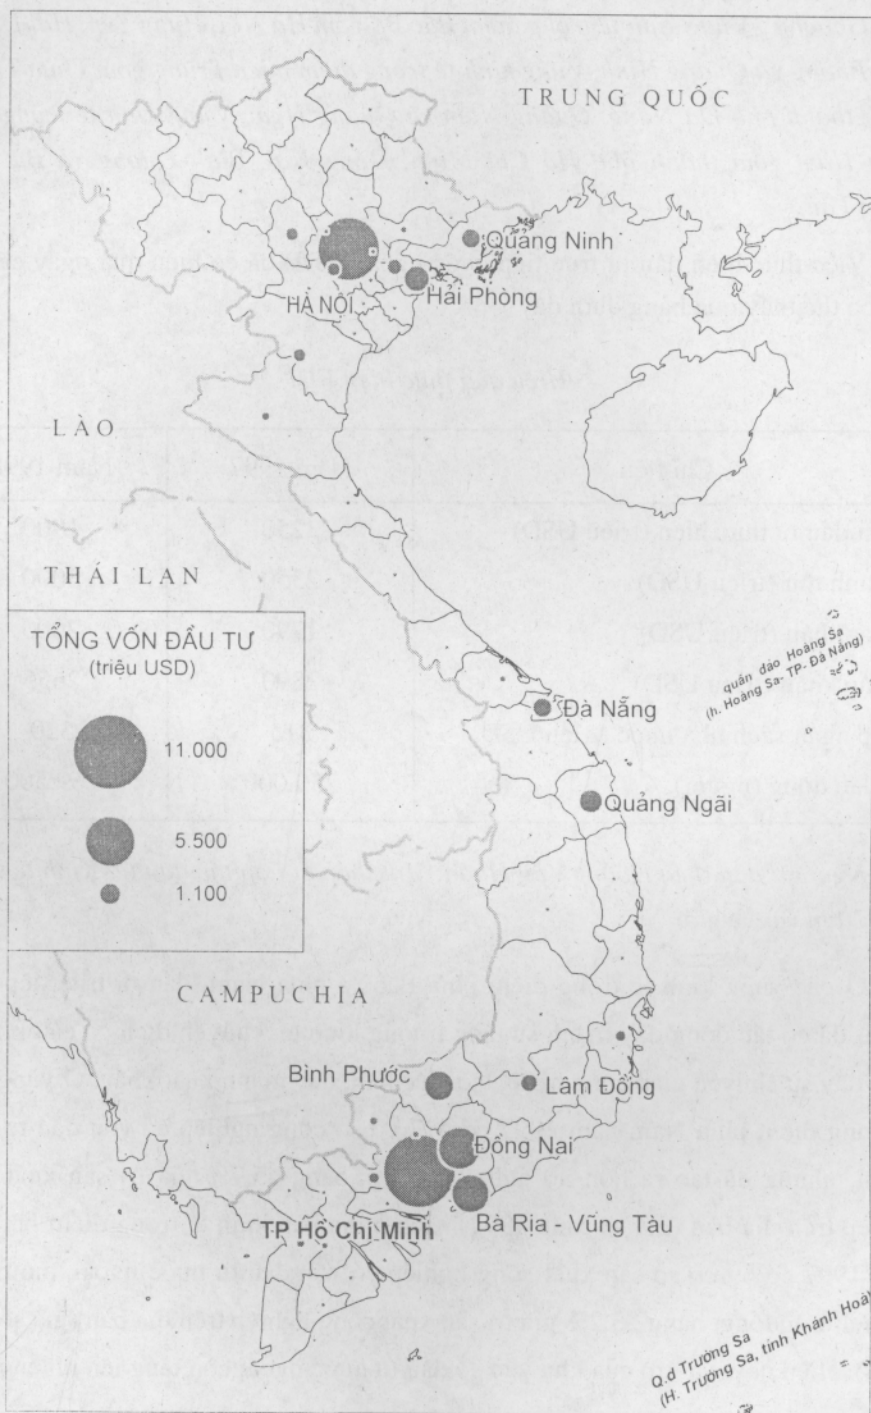 TRUNG QUỐC
Quảng Ninh
Hải Phòng
HÀ NỘI
LÀO
THÁI LAN
TỔNG VỐN ĐẦU TƯ
(triệu USD)
11.000
5.500
1.100
quần đảo Hoàng Sa
(h. Hoàng Sa- TP- Đà Nẵng)
Đà Nẵng
Quảng Ngãi
CAMPUCHIA
Bình Phước
Lâm Đồng
Đồng Nai
Bà Rịa - Vũng Tàu
TP Hồ Chí Minh
Q.đ Trường Sa
(H. Trường Sa, tỉnh Khánh Hoà)